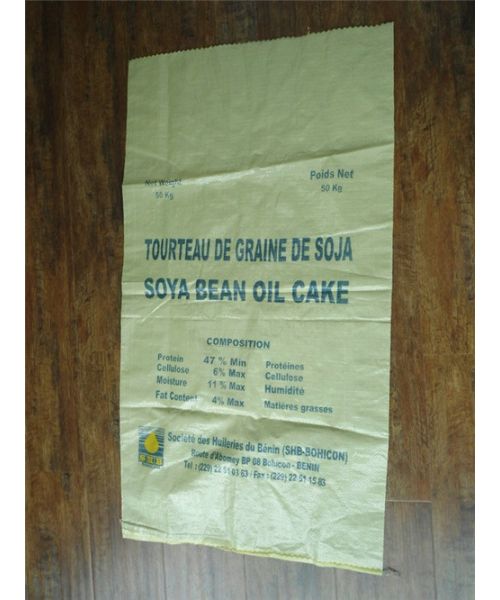 Net Weight
50 Kg
Poids Net
50 Kg
TOURTEAU DE GRAINE DE SOJA
SOYA BEAN OIL CAKE
COMPOSITION
Protein 47 % Min Protéines
Cellulose 6% Max Cellulose
Moisture 11 % Max Humidité
Fat Content 4% Max Matières grasses
SHB
Société des Huileries du Bénin (SHB-BOHICON)
Route d'Abomey BP 08 Bohicon - BENIN
Tél : (229) 22 51 03 63 / Fax : (229) 22 51 15 83